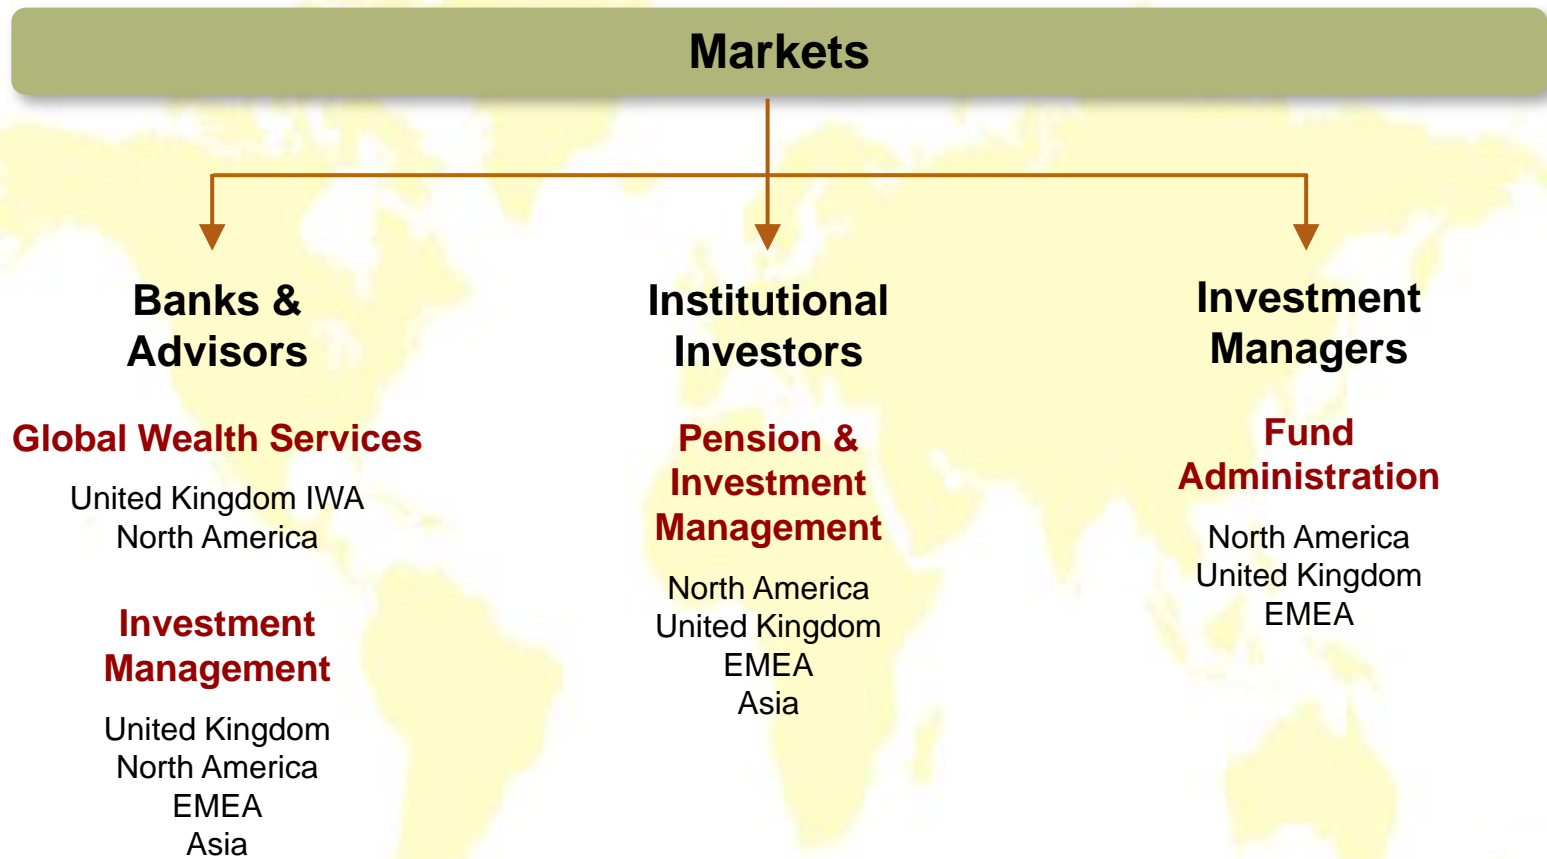 Markets
Banks &
Advisors
Global Wealth Services
United Kingdom IWA
North America
Investment
Management
United Kingdom
North America
EMEA
Asia
Institutional
Investors
Pension &
Investment
Management
North America
United Kingdom
EMEA
Asia
Investment
Managers
Fund
Administration
North America
United Kingdom
EMEA